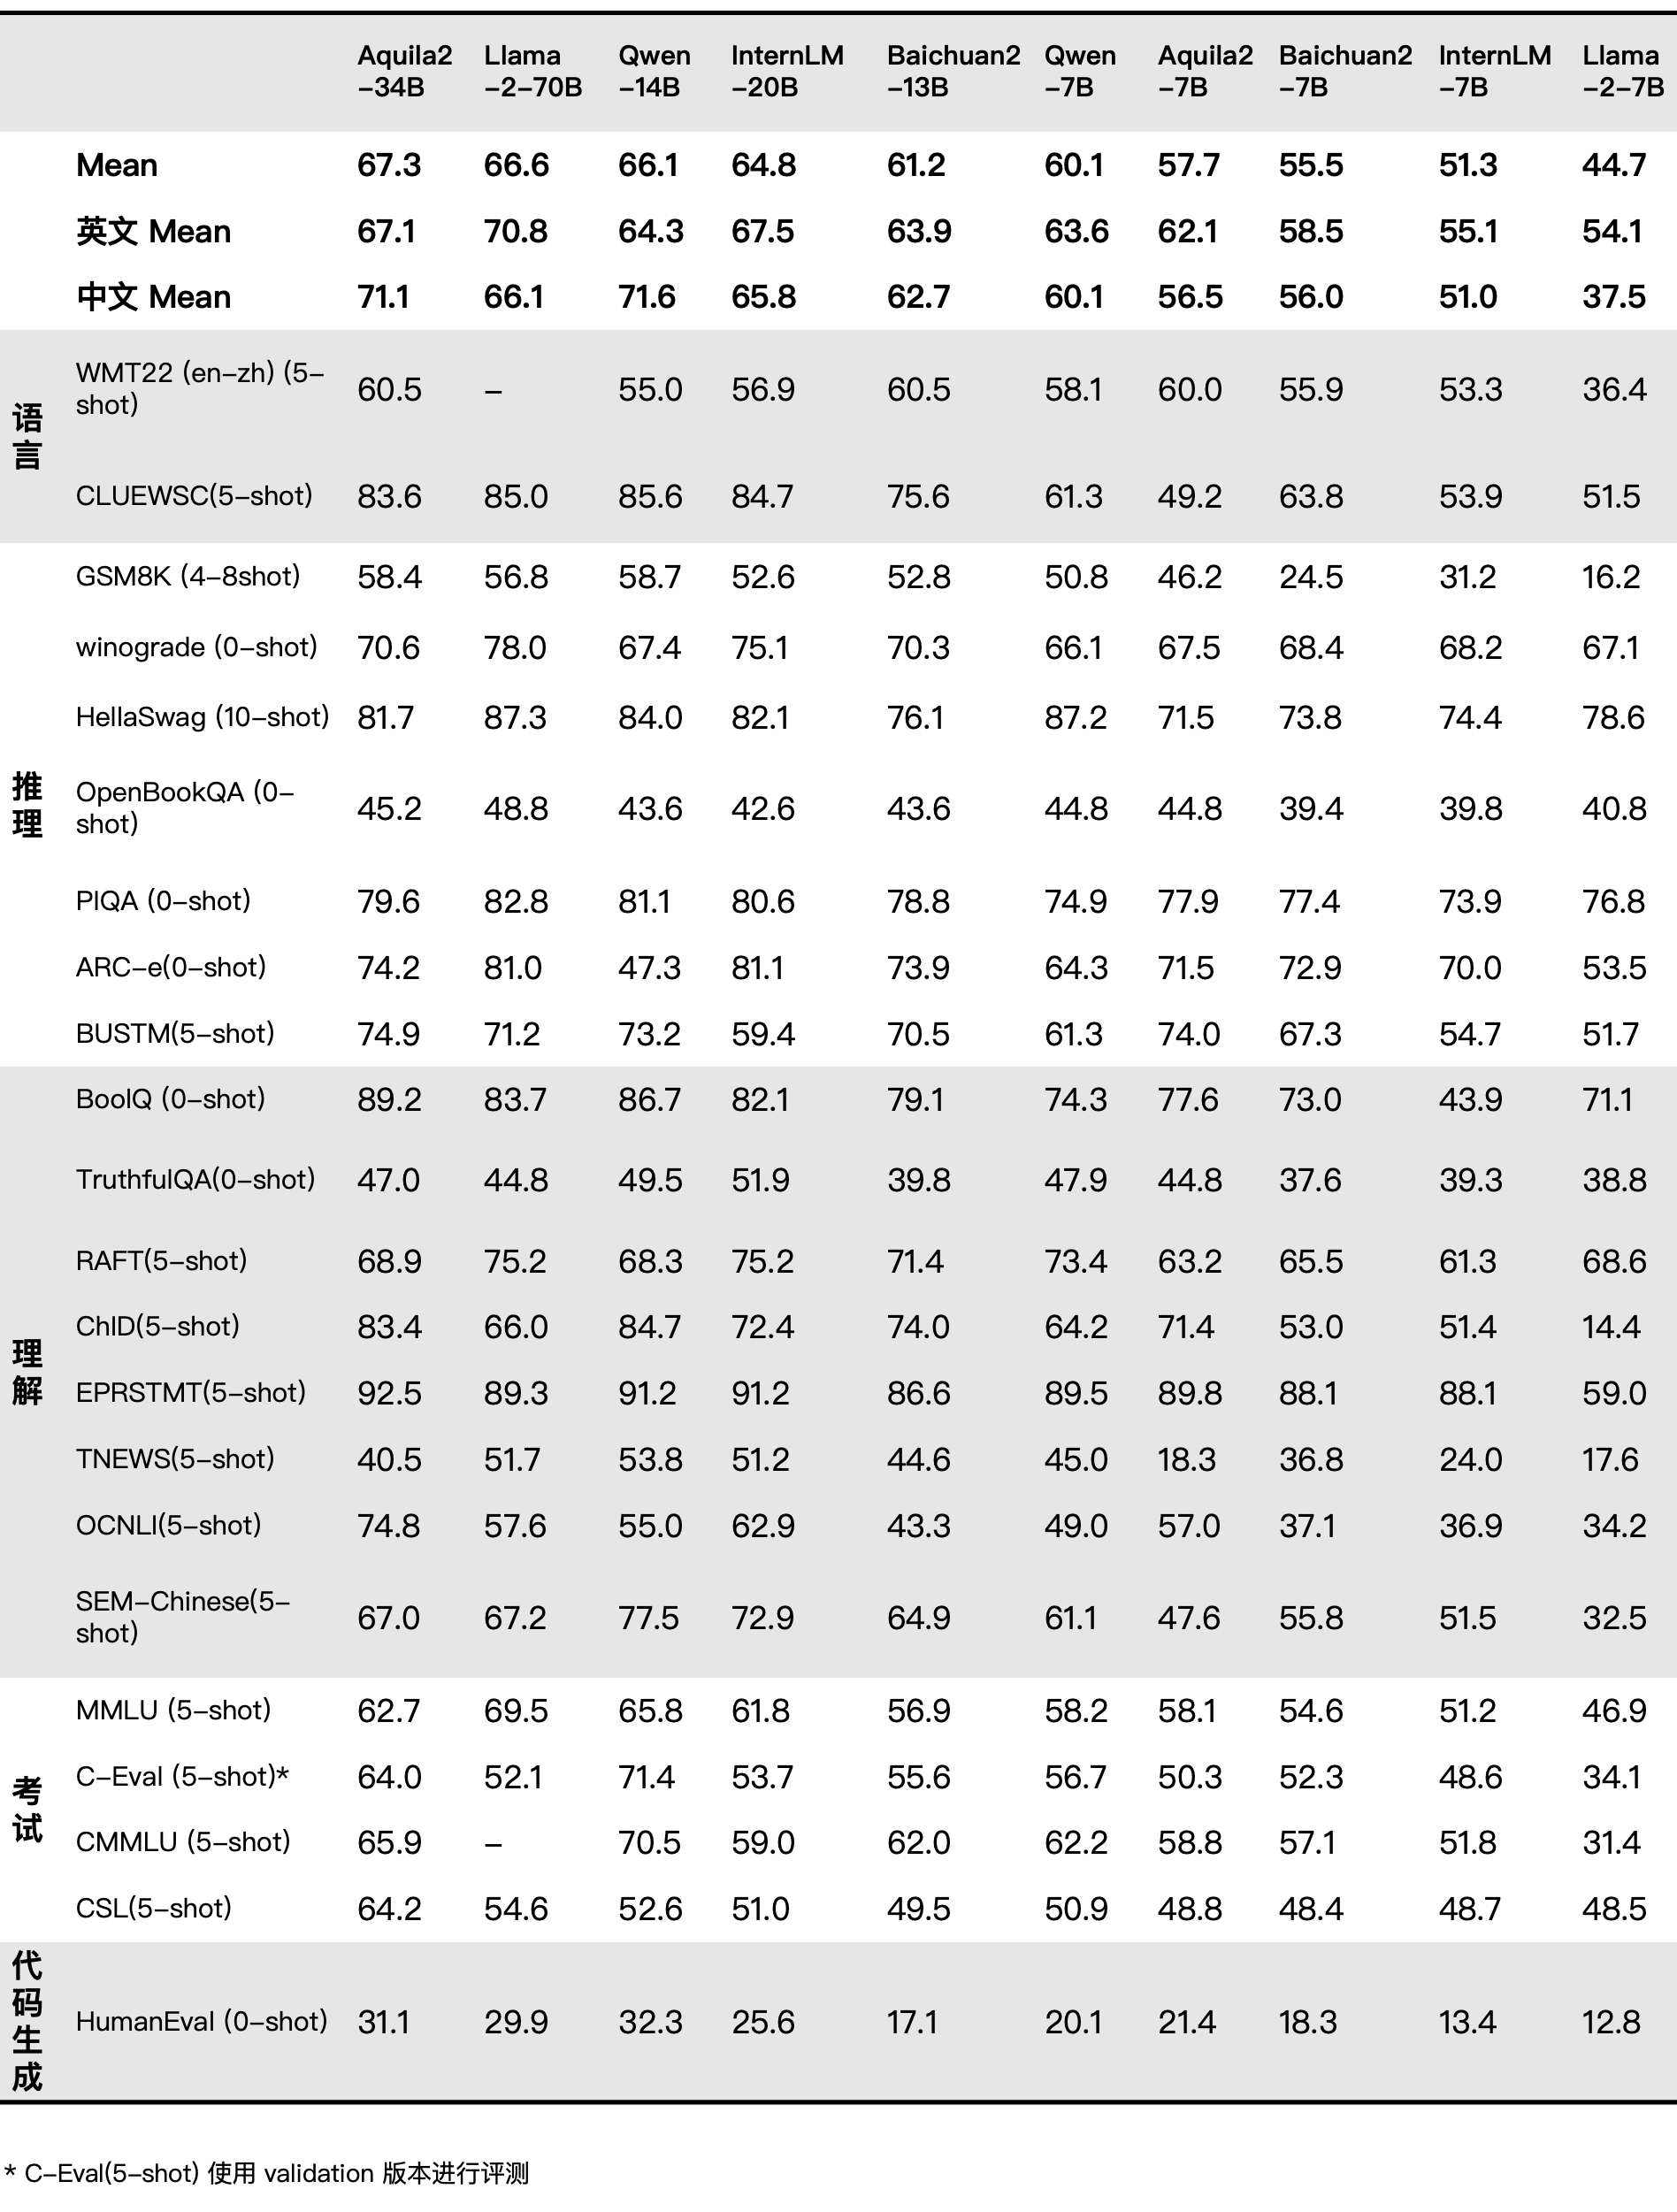 Aquila2 Llama Qwen InternLM Baichuan2 Qwen Aquila2 Baichuan2 InternLM Llama
-34B -2-70B -14B -20B -13B -7B -7B -7B -7B -2-7B
Mean 67.3 66.6 66.1 64.8 61.2 60.1 57.7 55.5 51.3 44.7
英文 Mean 67.1 70.8 64.3 67.5 63.9 63.6 62.1 58.5 55.1 54.1
中文 Mean 71.1 66.1 71.6 65.8 62.7 60.1 56.5 56.0 51.0 37.5
语言
WMT22 (en-zh) (5-
shot) 60.5 - 55.0 56.9 60.5 58.1 60.0 55.9 53.3 36.4
CLUEWSC(5-shot) 83.6 85.0 85.6 84.7 75.6 61.3 49.2 63.8 53.9 51.5
推理
GSM8K (4-8shot) 58.4 56.8 58.7 52.6 52.8 50.8 46.2 24.5 31.2 16.2
winograde (0-shot) 70.6 78.0 67.4 75.1 70.3 66.1 67.5 68.4 68.2 67.1
HellaSwag (10-shot) 81.7 87.3 84.0 82.1 76.1 87.2 71.5 73.8 74.4 78.6
OpenBookQA (0-
shot) 45.2 48.8 43.6 42.6 43.6 44.8 44.8 39.4 39.8 40.8
PIQA (0-shot) 79.6 82.8 81.1 80.6 78.8 74.9 77.9 77.4 73.9 76.8
ARC-e(0-shot) 74.2 81.0 47.3 81.1 73.9 64.3 71.5 72.9 70.0 53.5
BUSTM(5-shot) 74.9 71.2 73.2 59.4 70.5 61.3 74.0 67.3 54.7 51.7
理解
BoolQ (0-shot) 89.2 83.7 86.7 82.1 79.1 74.3 77.6 73.0 43.9 71.1
TruthfulQA(0-shot) 47.0 44.8 49.5 51.9 39.8 47.9 44.8 37.6 39.3 38.8
RAFT(5-shot) 68.9 75.2 68.3 75.2 71.4 73.4 63.2 65.5 61.3 68.6
ChID(5-shot) 83.4 66.0 84.7 72.4 74.0 64.2 71.4 53.0 51.4 14.4
EPRSTMT(5-shot) 92.5 89.3 91.2 91.2 86.6 89.5 89.8 88.1 88.1 59.0
TNEWS(5-shot) 40.5 51.7 53.8 51.2 44.6 45.0 18.3 36.8 24.0 17.6
OCNLI(5-shot) 74.8 57.6 55.0 62.9 43.3 49.0 57.0 37.1 36.9 34.2
SEM-Chinese(5-
shot) 67.0 67.2 77.5 72.9 64.9 61.1 47.6 55.8 51.5 32.5
考试
MMLU (5-shot) 62.7 69.5 65.8 61.8 56.9 58.2 58.1 54.6 51.2 46.9
C-Eval (5-shot)* 64.0 52.1 71.4 53.7 55.6 56.7 50.3 52.3 48.6 34.1
CMMLU (5-shot) 65.9 - 70.5 59.0 62.0 62.2 58.8 57.1 51.8 31.4
CSL(5-shot) 64.2 54.6 52.6 51.0 49.5 50.9 48.8 48.4 48.7 48.5
代码生成
HumanEval (0-shot) 31.1 29.9 32.3 25.6 17.1 20.1 21.4 18.3 13.4 12.8
* C-Eval(5-shot) 使用 validation 版本进行评测